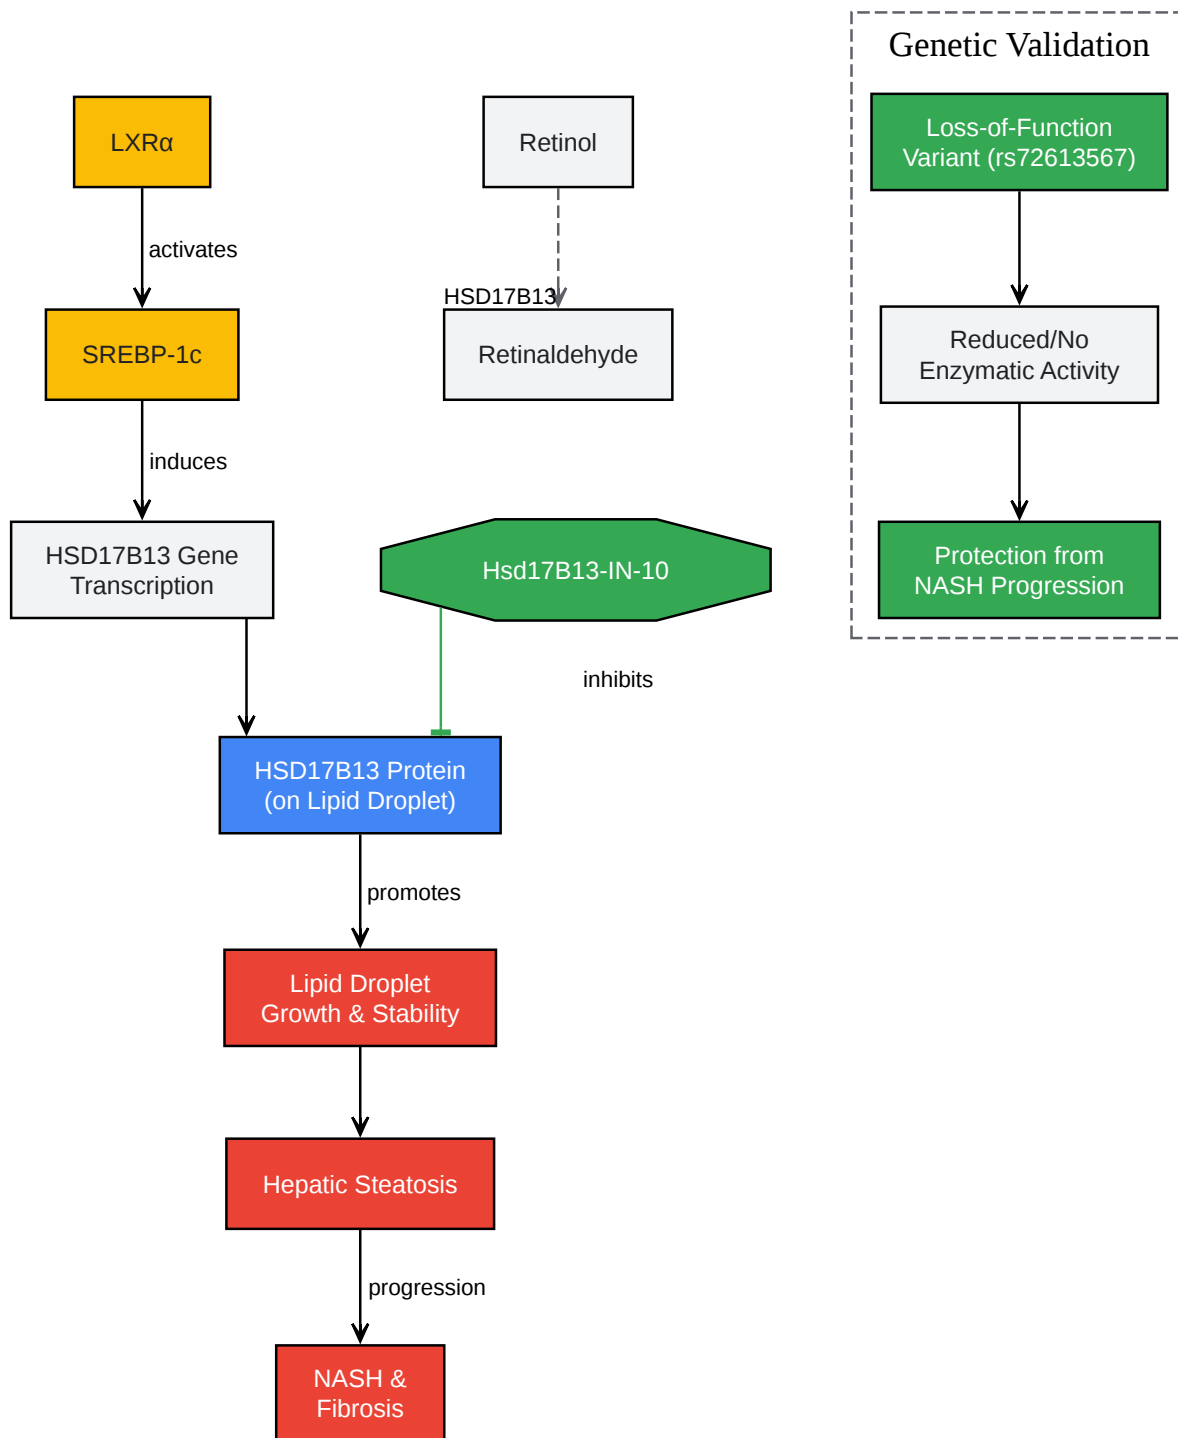 Genetic Validation
LXRα
Retinol
Loss-of-Function
Variant (rs72613567)
activates
HSD17B13
SREBP-1c
Retinaldehyde
Reduced/No
Enzymatic Activity
induces
HSD17B13 Gene
Transcription
Hsd17B13-IN-10
Protection from
NASH Progression
inhibits
HSD17B13 Protein
(on Lipid Droplet)
promotes
Lipid Droplet
Growth & Stability
Hepatic Steatosis
progression
NASH &
Fibrosis